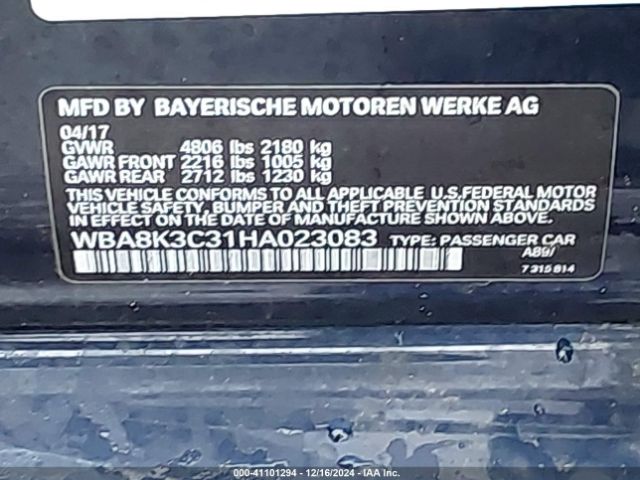 MFD BY BAYERISCHE MOTOREN WERKE AG
04/17
GVWR 4806 lbs 2180 kg
GAWR FRONT 2216 lbs 1005 kg
GAWR REAR 2712 lbs 1230 kg
THIS VEHICLE CONFORMS TO ALL APPLICABLE U.S.FEDERAL MOTOR
VEHICLE SAFETY, BUMPER AND THEFT PREVENTION STANDARDS IN
EFFECT ON THE DATE OF MANUFACTURE SHOWN ABOVE.
WBA8K3C31HA023083 TYPE: PASSENGER CAR
A89/
7 315 814
000-41101294 - 12/16/2024 - IAA Inc.